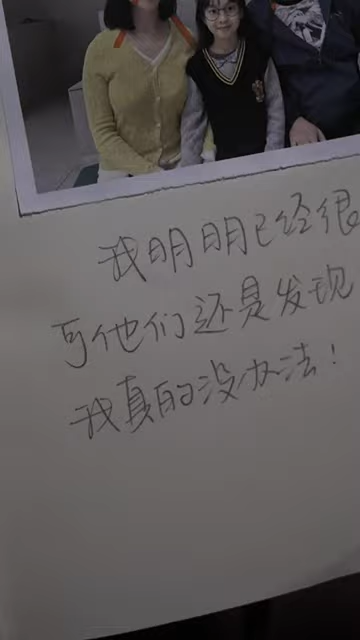 我明明已经很
可他们还是发现
我真的没办法！